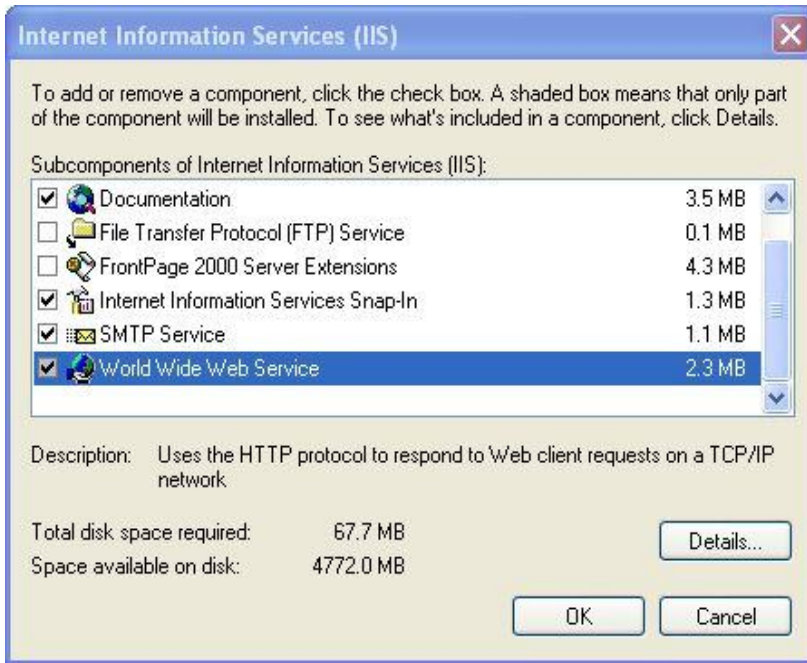 Internet Information Services (IIS)
To add or remove a component, click the check box. A shaded box means that only part
of the component will be installed. To see what's included in a component, click Details.
Subcomponents of Internet Information Services (IIS):
Documentation 3.5 MB
File Transfer Protocol (FTP) Service 0.1 MB
FrontPage 2000 Server Extensions 4.3 MB
Internet Information Services Snap-In 1.3 MB
SMTP Service 1.1 MB
World Wide Web Service 2.3 MB
Description: Uses the HTTP protocol to respond to Web client requests on a TCP/IP
network
Total disk space required: 67.7 MB
Space available on disk: 4772.0 MB
Details...
OK Cancel